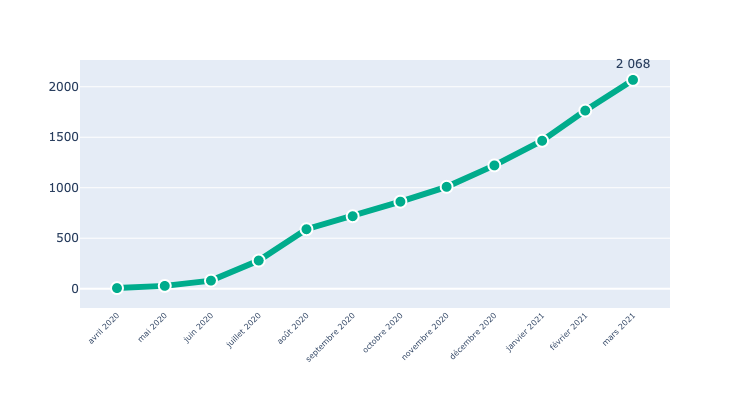 2 068
2000
1500
1000
500
0
avril 2020
mai 2020
juin 2020
juillet 2020
août 2020
septembre 2020
octobre 2020
novembre 2020
décembre 2020
janvier 2021
février 2021
mars 2021